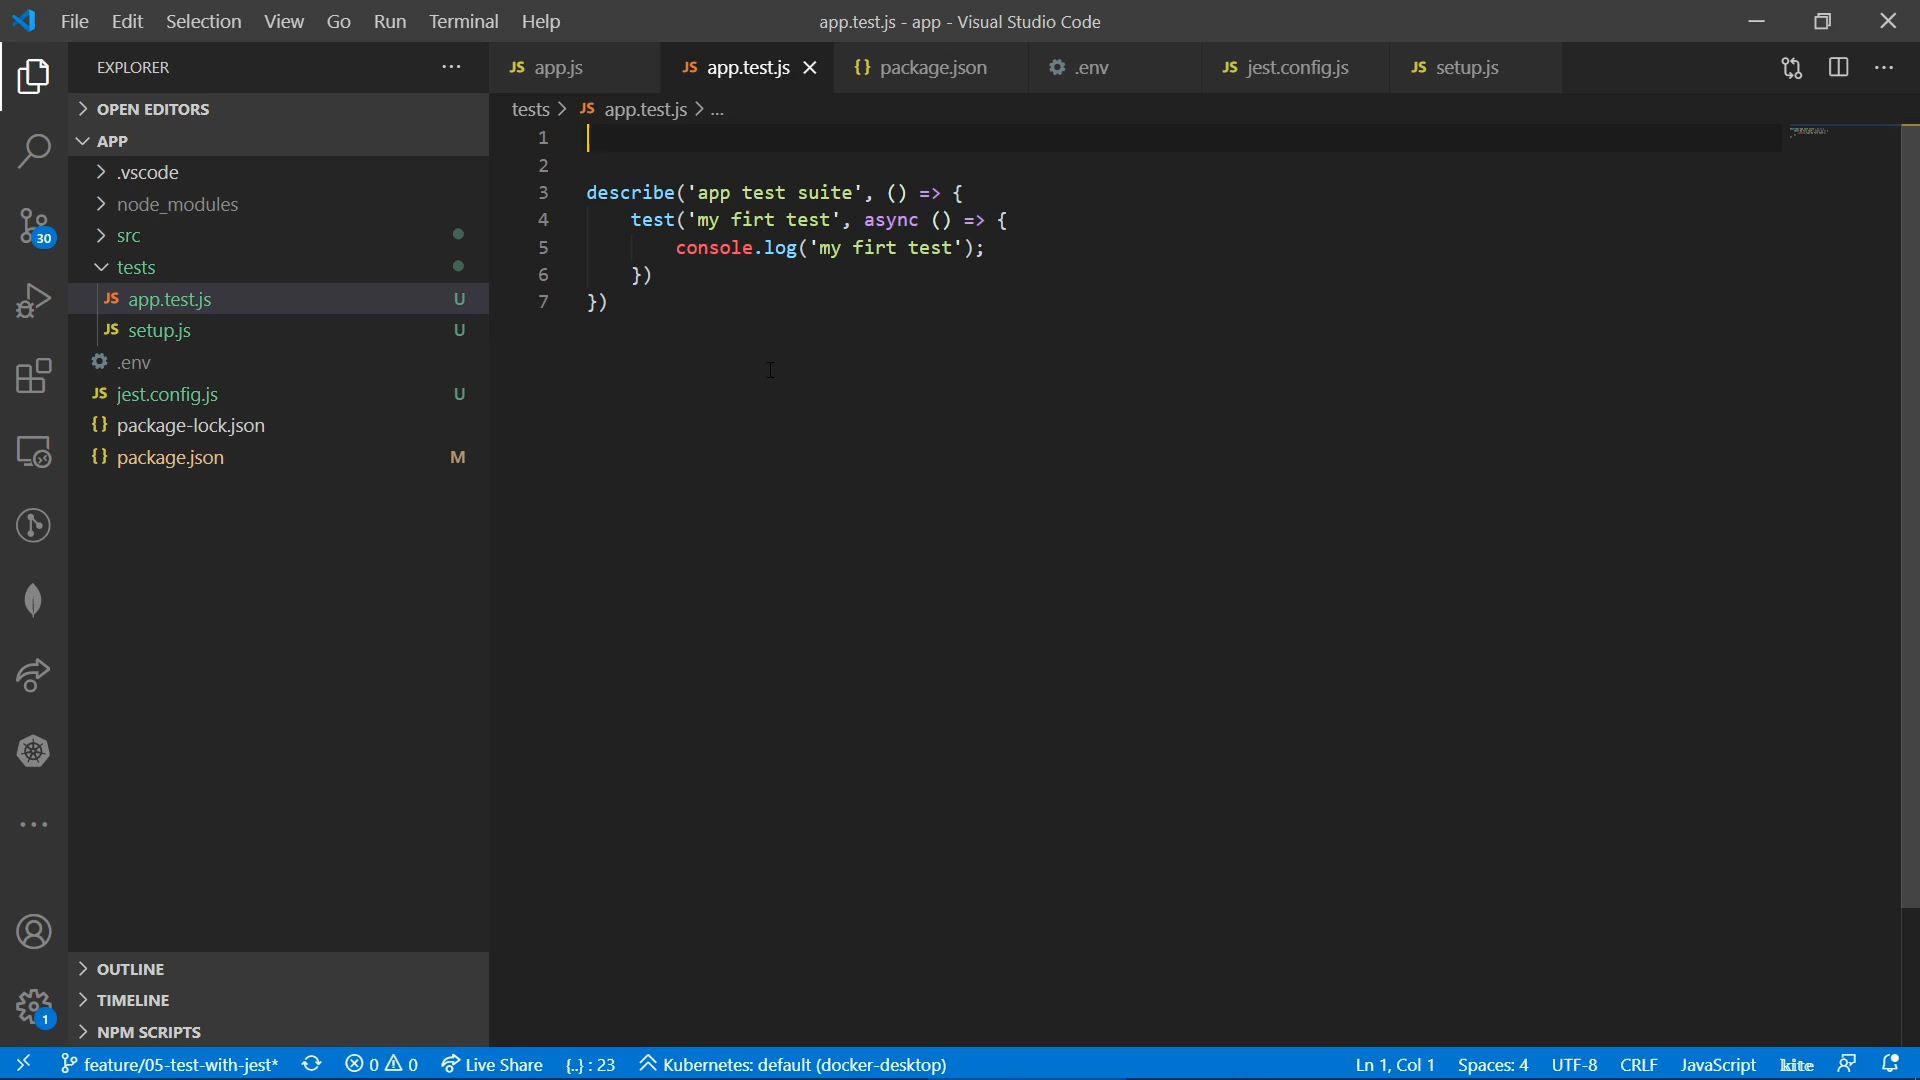 File Edit Selection View Go Run Terminal Help
app.test.js - app - Visual Studio Code
EXPLORER
JS app.js
JS app.test.js
{} package.json
.env
JS jest.config.js
JS setup.js
OPEN EDITORS
tests > JS app.test.js > ...
APP
.vscode
node_modules
src
tests
JS app.test.js U
JS setup.js U
.env
JS jest.config.js U
{} package-lock.json
{} package.json M
1
2
3 describe('app test suite', () => {
4 test('my firt test', async () => {
5 console.log('my firt test');
6 })
7 })
30
OUTLINE
TIMELINE
1
NPM SCRIPTS
feature/05-test-with-jest* 0 0 Live Share {..} : 23 Kubernetes: default (docker-desktop)
Ln 1, Col 1 Spaces: 4 UTF-8 CRLF JavaScript kite